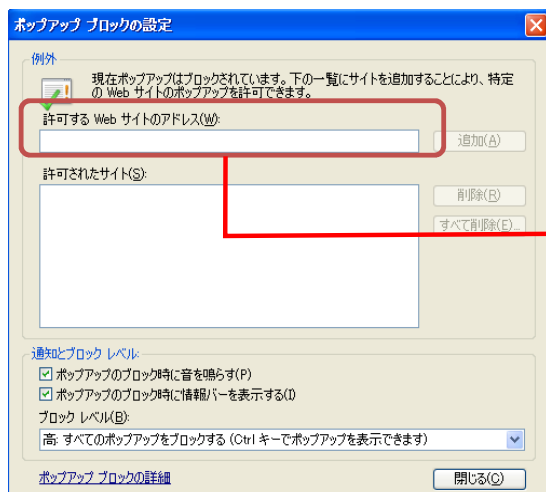 ポップアップ ブロックの設定
例外
現在ポップアップはブロックされています。下の一覧にサイトを追加することにより、特定
の Web サイトのポップアップを許可できます。
許可する Web サイトのアドレス(W):
追加(A)
許可されたサイト(S):
削除(R)
すべて削除(E)...
通知とブロック レベル:
ポップアップのブロック時に音を鳴らす(P)
ポップアップのブロック時に情報バーを表示する(I)
ブロック レベル(B):
高: すべてのポップアップをブロックする (Ctrl キーでポップアップを表示できます)
ポップアップ ブロックの詳細
閉じる(C)